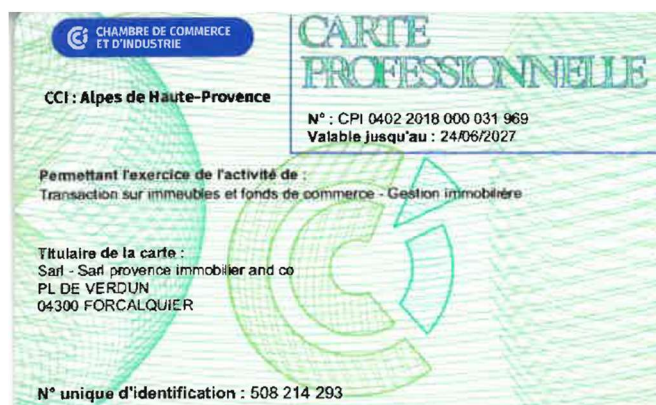 CHAMBRE DE COMMERCE
ET D'INDUSTRIE
CARTE
PROFESSIONNELLE
CCI : Alpes de Haute-Provence
N° : CPI 0402 2018 000 031 969
Valable jusqu'au : 24/06/2027
Permettant l'exercice de l'activité de :
Transaction sur immeubles et fonds de commerce - Gestion immobilière
Titulaire de la carte :
Sarl - Sarl provence immobilier and co
PL DE VERDUN
04300 FORCALQUIER
N° unique d'identification : 508 214 293